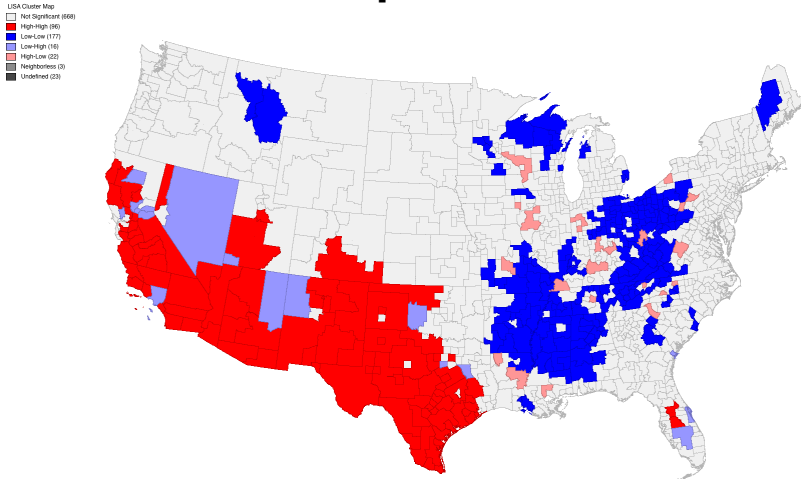 LISA Cluster Map
Not Significant (668)
High-High (96)
Low-Low (177)
Low-High (16)
High-Low (22)
Neighborless (3)
Undefined (23)